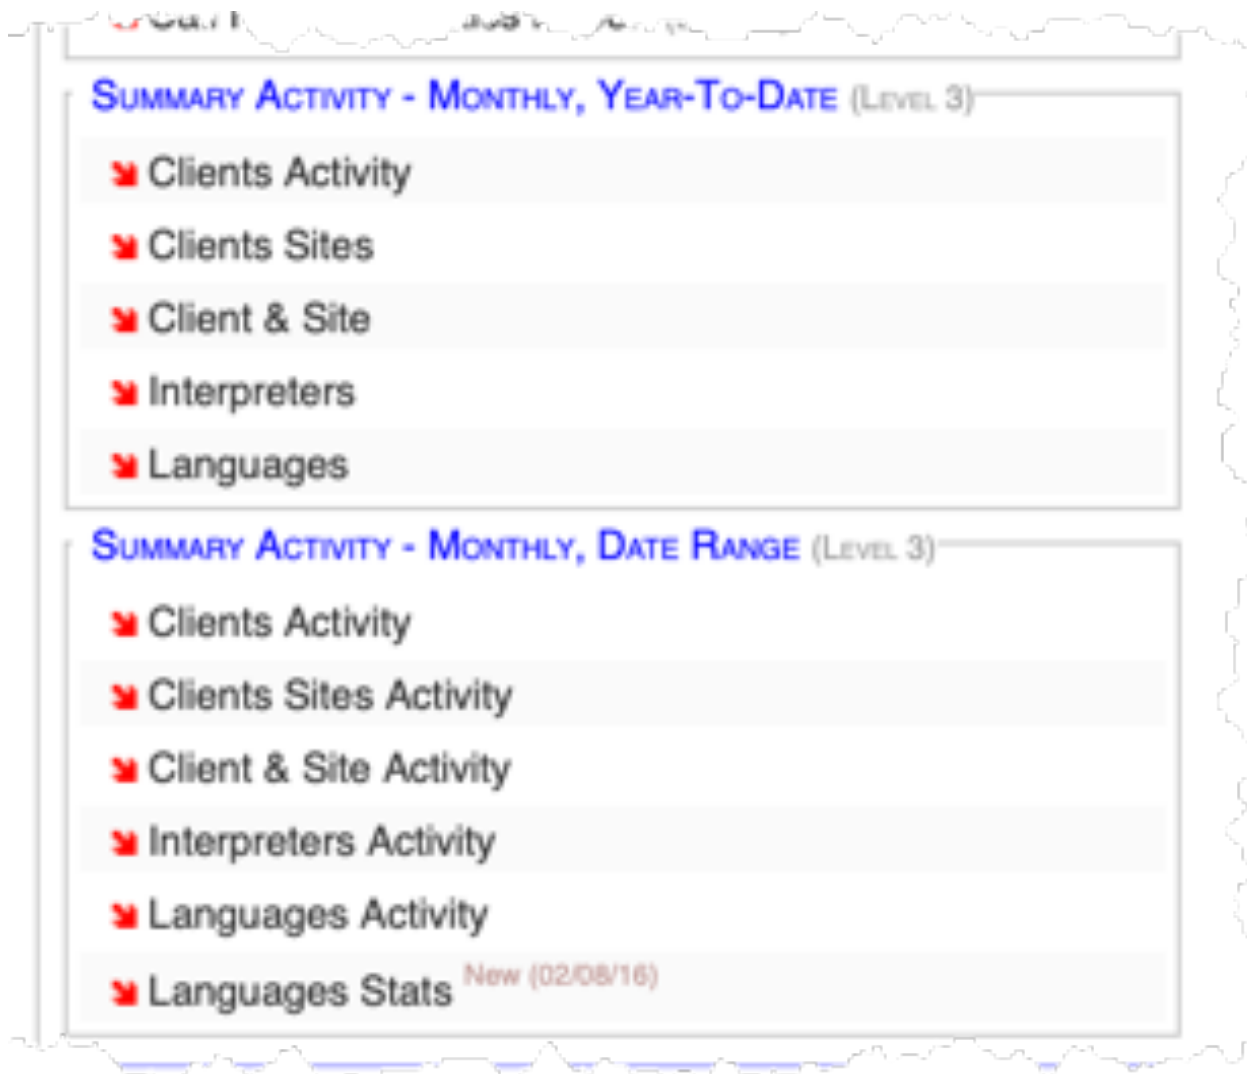 Summary Activity - Monthly, Year-To-Date (Level 3)
Clients Activity
Clients Sites
Client & Site
Interpreters
Languages
Summary Activity - Monthly, Date Range (Level 3)
Clients Activity
Clients Sites Activity
Client & Site Activity
Interpreters Activity
Languages Activity
Languages Stats New (02/08/16)